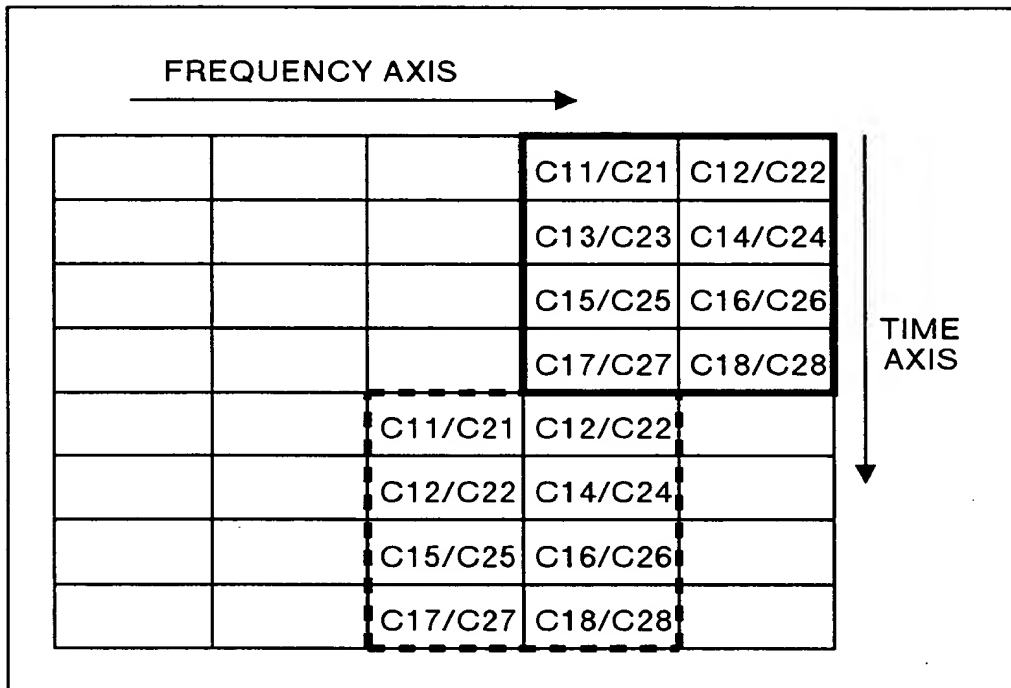 FREQUENCY AXIS
C11/C21 C12/C22
C13/C23 C14/C24
C15/C25 C16/C26
C17/C27 C18/C28
TIME
AXIS
C11/C21 C12/C22
C12/C22 C14/C24
C15/C25 C16/C26
C17/C27 C18/C28